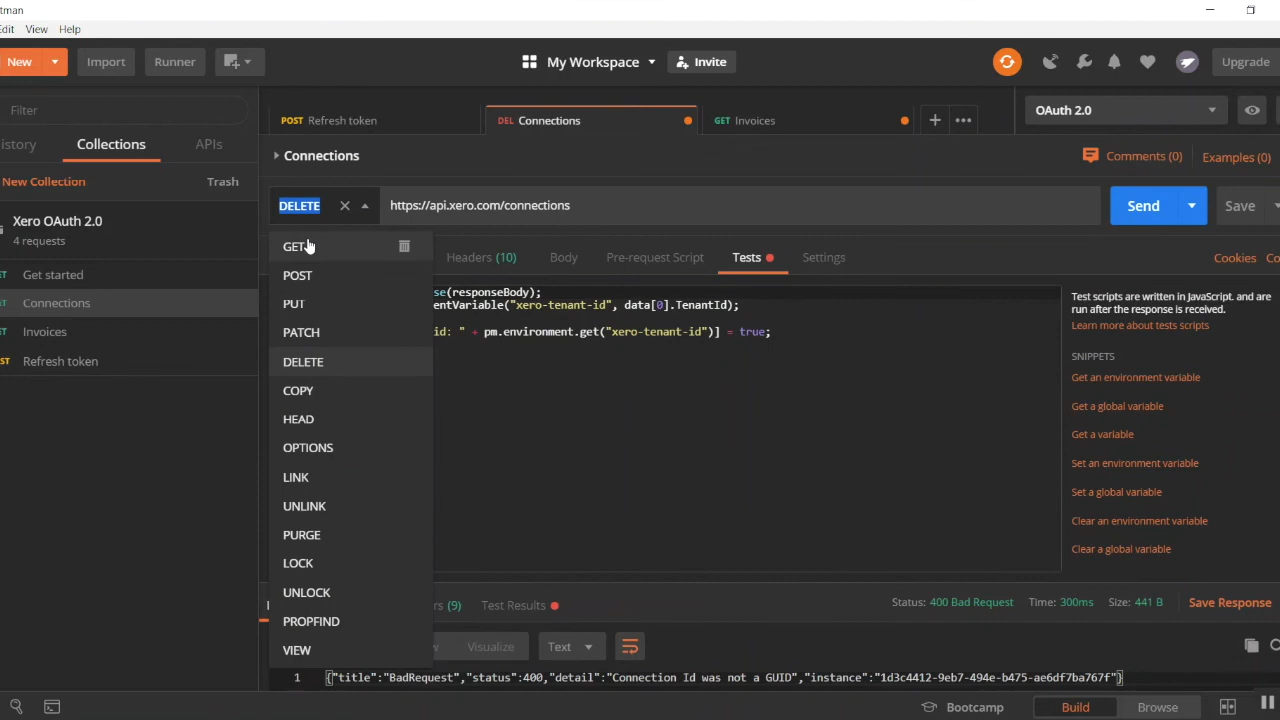 tman
Edit View Help
New Import Runner My Workspace Invite Upgrade
Filter
istory Collections APIs
New Collection Trash
Xero OAuth 2.0
4 requests
ET Get started
ET Connections
ET Invoices
ST Refresh token
POST Refresh token DEL Connections GET Invoices + ••• OAuth 2.0
Connections Comments (0) Examples (0)
DELETE https://api.xero.com/connections Send Save
GET
POST
PUT
PATCH
DELETE
COPY
HEAD
OPTIONS
LINK
UNLINK
PURGE
LOCK
UNLOCK
PROPFIND
VIEW
Headers (10) Body Pre-request Script Tests Settings Cookies Co
se(responseBody);
entVariable("xero-tenant-id", data[0].TenantId);
id: " + pm.environment.get("xero-tenant-id")] = true;
Test scripts are written in JavaScript. and are
run after the response is received.
Learn more about tests scripts
SNIPPETS
Get an environment variable
Get a global variable
Get a variable
Set an environment variable
Set a global variable
Clear an environment variable
Clear a global variable
rs (9) Test Results Status: 400 Bad Request Time: 300ms Size: 441 B Save Response
w Visualize Text
1 {"title":"BadRequest","status":400,"detail":"Connection Id was not a GUID","instance":"1d3c4412-9eb7-494e-b475-ae6df7ba767f"}
Bootcamp Build Browse